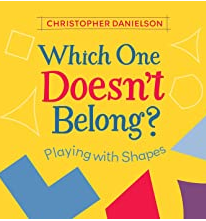 CHRISTOPHER DANIELSON
Which One
Doesn't
Belong?
Playing with Shapes